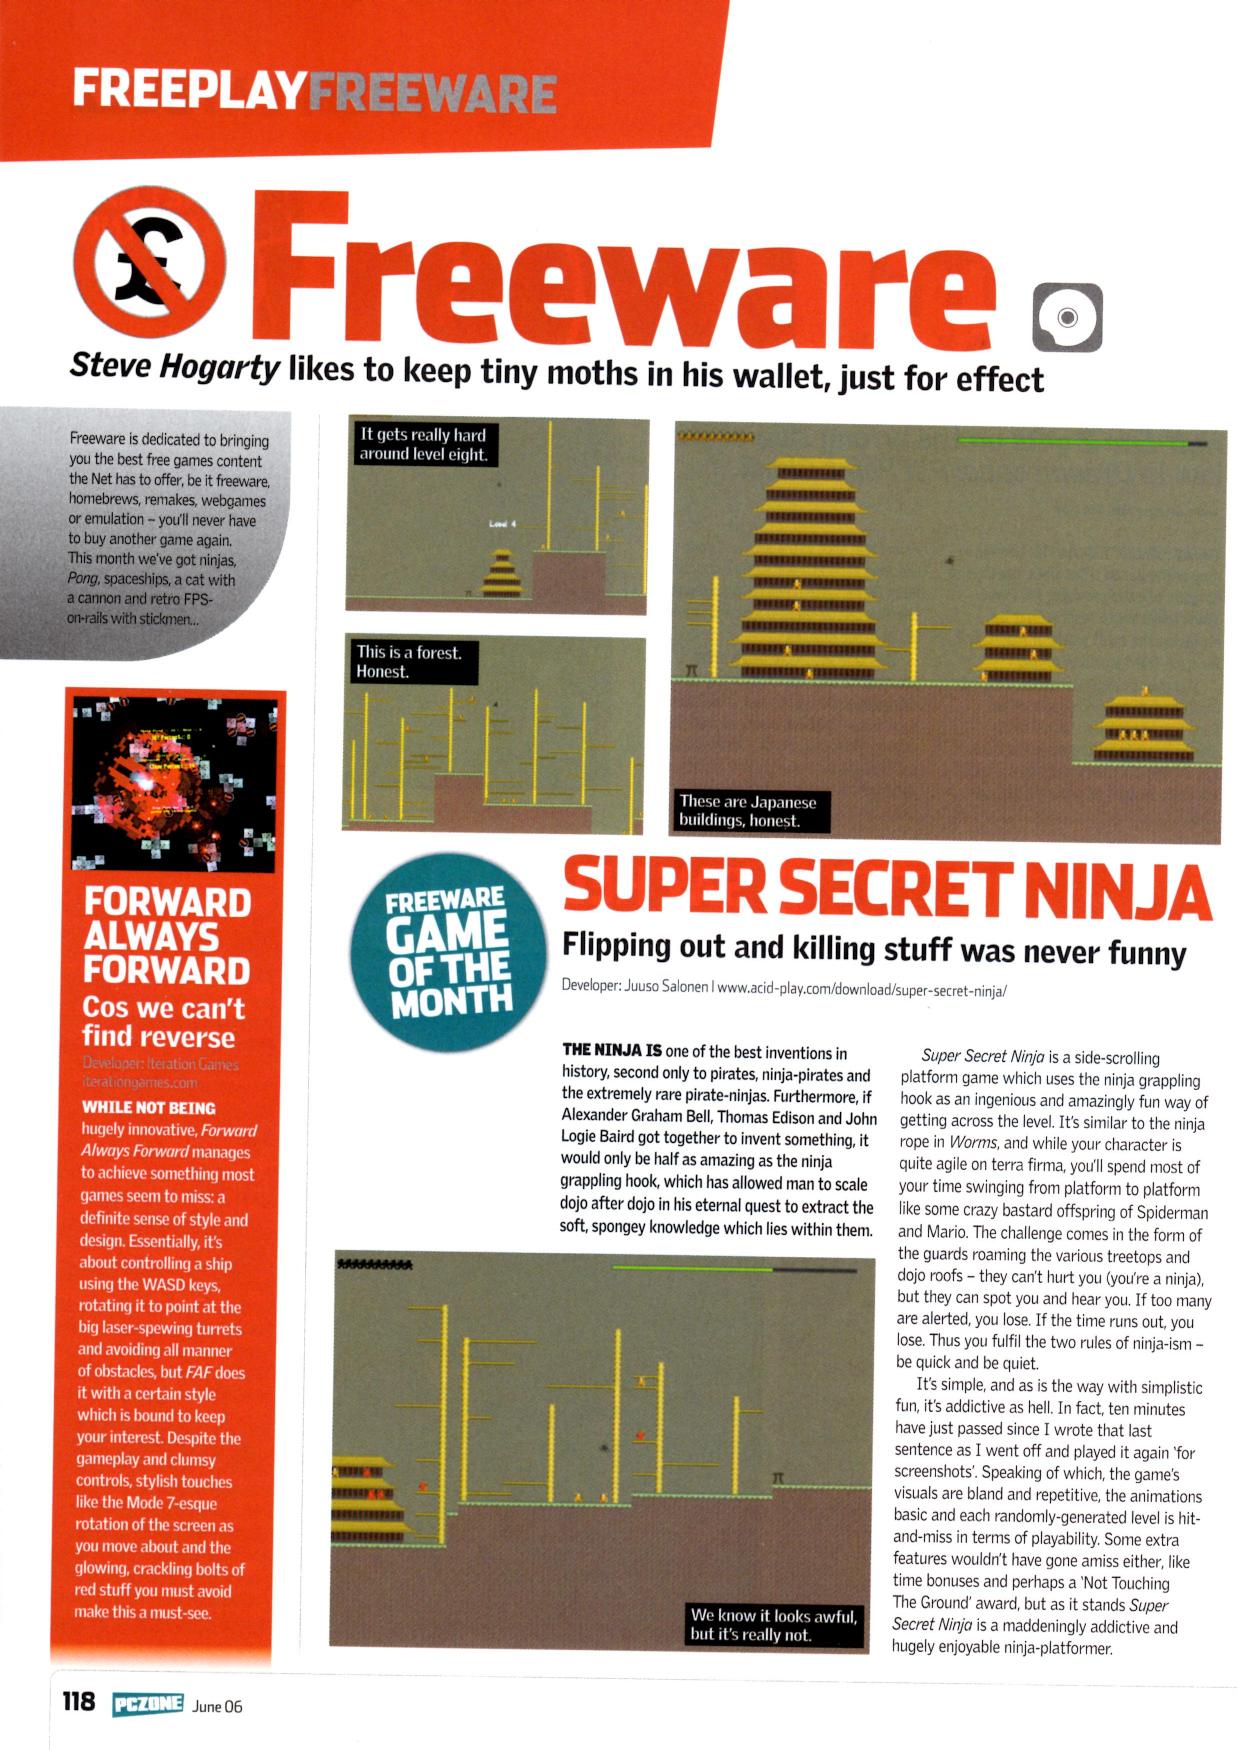 FREEPLAYFREEWARE
£ Freeware
Steve Hogarty likes to keep tiny moths in his wallet, just for effect
Freeware is dedicated to bringing
you the best free games content
the Net has to offer, be it freeware,
homebrews, remakes, webgames
or emulation – you'll never have
to buy another game again.
This month we've got ninjas,
Pong, spaceships, a cat with
a cannon and retro FPS-
on-rails with stickmen...
It gets really hard
around level eight.
Level 4
This is a forest.
Honest.
These are Japanese
buildings, honest.
FORWARD
ALWAYS
FORWARD
Cos we can't
find reverse
Developer: Iteration Games
iterationgames.com
WHILE NOT BEING
hugely innovative, Forward
Always Forward manages
to achieve something most
games seem to miss: a
definite sense of style and
design. Essentially, it's
about controlling a ship
using the WASD keys,
rotating it to point at the
big laser-spewing turrets
and avoiding all manner
of obstacles, but FAF does
it with a certain style
which is bound to keep
your interest. Despite the
gameplay and clumsy
controls, stylish touches
like the Mode 7-esque
rotation of the screen as
you move about and the
glowing, crackling bolts of
red stuff you must avoid
make this a must-see.
FREEWARE
GAME
OF THE
MONTH
SUPER SECRET NINJA
Flipping out and killing stuff was never funny
Developer: Juuso Salonen | www.acid-play.com/download/super-secret-ninja/
THE NINJA IS one of the best inventions in
history, second only to pirates, ninja-pirates and
the extremely rare pirate-ninjas. Furthermore, if
Alexander Graham Bell, Thomas Edison and John
Logie Baird got together to invent something, it
would only be half as amazing as the ninja
grappling hook, which has allowed man to scale
dojo after dojo in his eternal quest to extract the
soft, spongey knowledge which lies within them.
Super Secret Ninja is a side-scrolling
platform game which uses the ninja grappling
hook as an ingenious and amazingly fun way of
getting across the level. It's similar to the ninja
rope in Worms, and while your character is
quite agile on terra firma, you'll spend most of
your time swinging from platform to platform
like some crazy bastard offspring of Spiderman
and Mario. The challenge comes in the form of
the guards roaming the various treetops and
dojo roofs – they can't hurt you (you're a ninja),
but they can spot you and hear you. If too many
are alerted, you lose. If the time runs out, you
lose. Thus you fulfil the two rules of ninja-ism –
be quick and be quiet.
It's simple, and as is the way with simplistic
fun, it's addictive as hell. In fact, ten minutes
have just passed since I wrote that last
sentence as I went off and played it again 'for
screenshots'. Speaking of which, the game's
visuals are bland and repetitive, the animations
basic and each randomly-generated level is hit-
and-miss in terms of playability. Some extra
features wouldn't have gone amiss either, like
time bonuses and perhaps a 'Not Touching
The Ground' award, but as it stands Super
Secret Ninja is a maddeningly addictive and
hugely enjoyable ninja-platformer.
We know it looks awful,
but it's really not.
118 PCZONE June 06